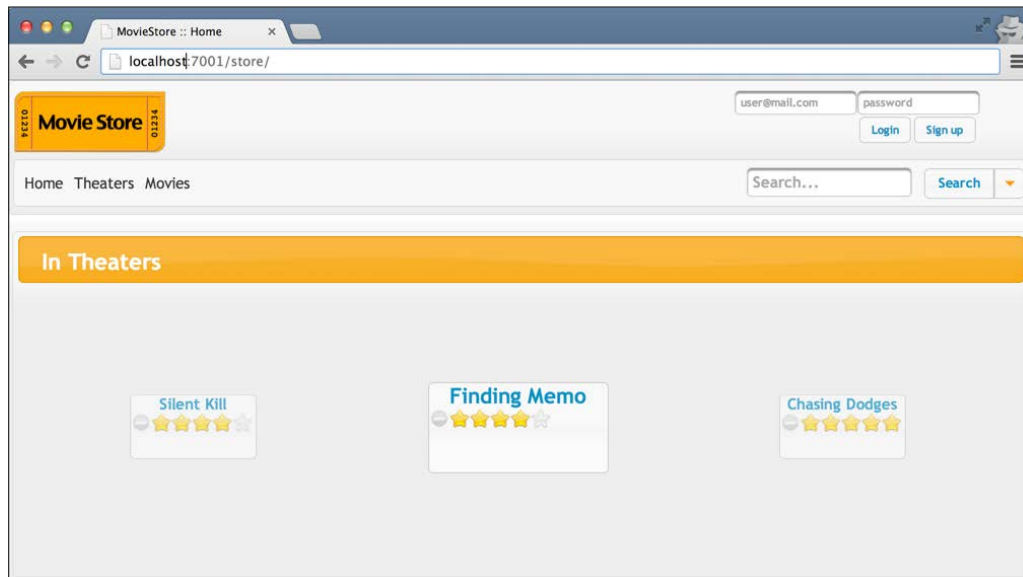 MovieStore :: Home
localhost:7001/store/
01234 Movie Store 01234
user@mail.com password
Login Sign up
Home Theaters Movies
Search... Search
In Theaters
Silent Kill
Finding Memo
Chasing Dodges